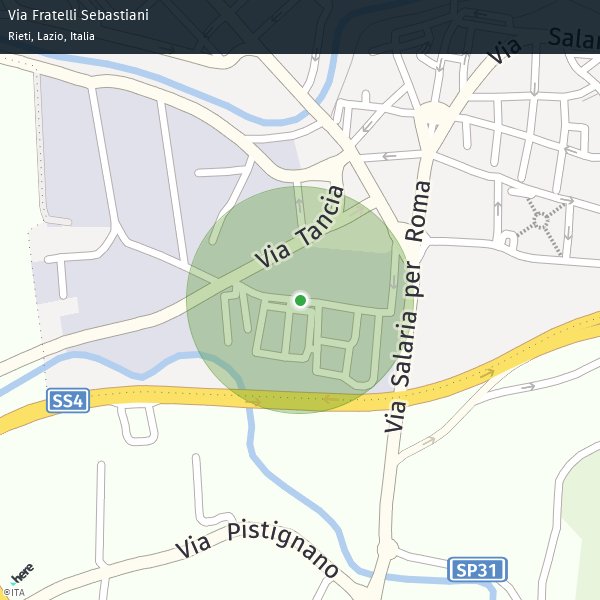 Via Fratelli Sebastiani
Rieti, Lazio, Italia
Via Salar
Via Tancia
Via Salaria per Roma
SS4
Via Pistignano
SP31
here
©ITA